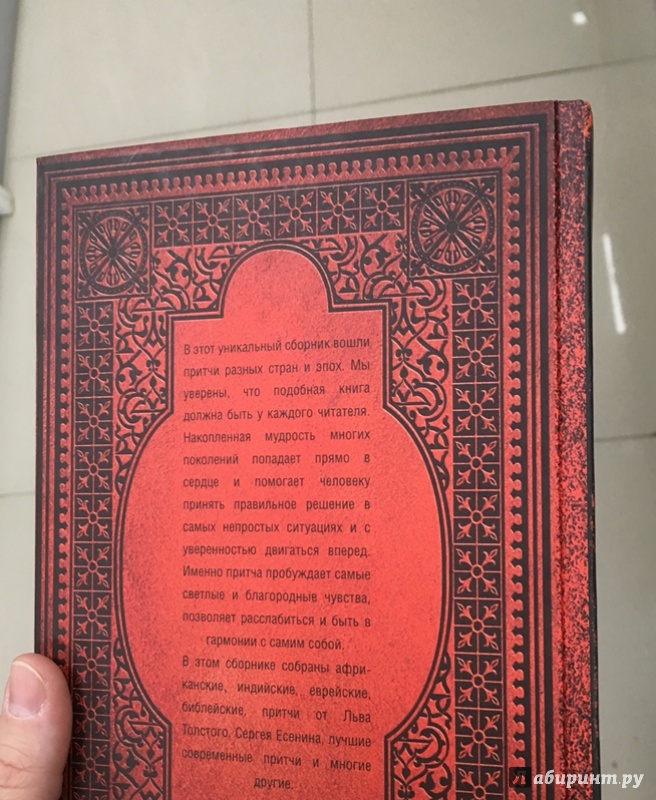 В этот уникальный сборник вошли
притчи разных стран и эпох. Мы
уверены, что подобная книга
должна быть у каждого читателя.
Накопленная мудрость многих
поколений попадает прямо в
сердце и помогает человеку
принять правильное решение в
самых непростых ситуациях и с
уверенностью двигаться вперед.
Именно притча пробуждает самые
светлые и благородные чувства,
позволяет расслабиться и быть в
гармонии с самим собой.
В этом сборнике собраны афри-
канские, индийские, еврейские,
библейские, притчи от Льва
Толстого, Сергея Есенина, лучшие
современные притчи и многие
другие.
Лабиринт.ру